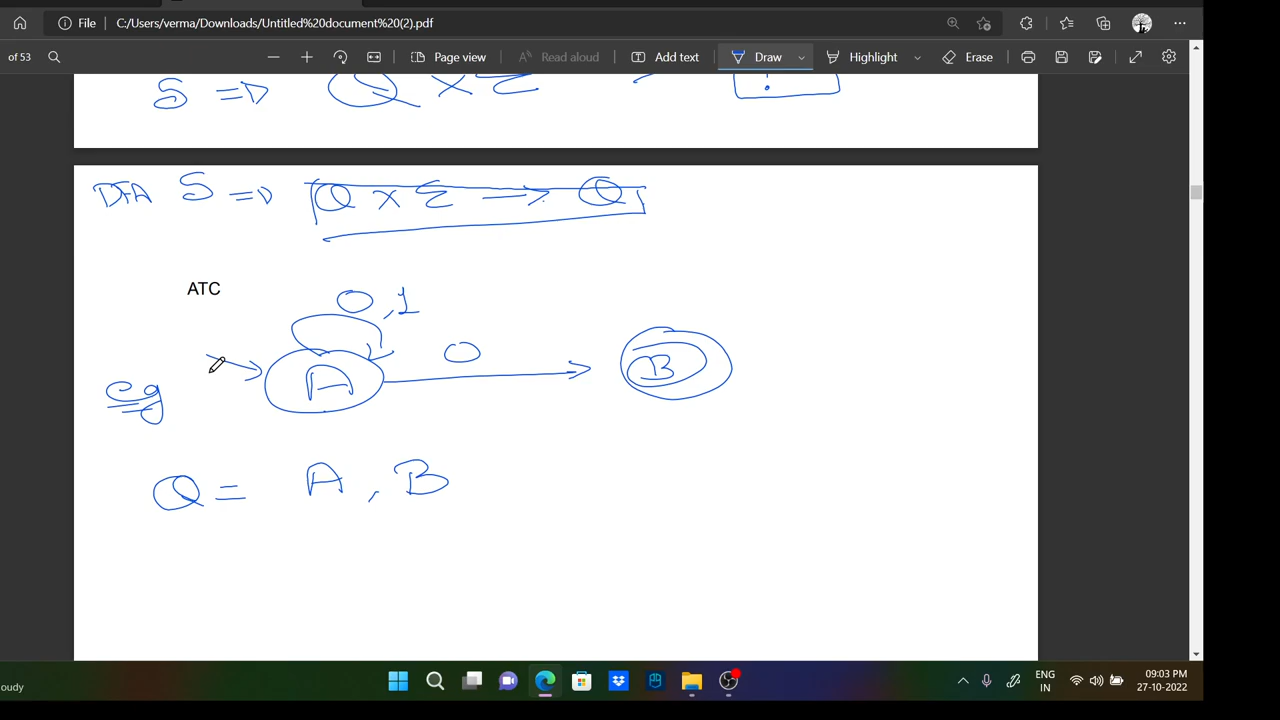 File C:/Users/verma/Downloads/Untitled%20document%20(2).pdf
of 53 Page view Read aloud Add text Draw Highlight Erase
S => Q × Σ
DFA S => Q × Σ → Q
ATC
0,1
0
eg A B
Q = A, B
oudy
ENG
IN
09:03 PM
27-10-2022